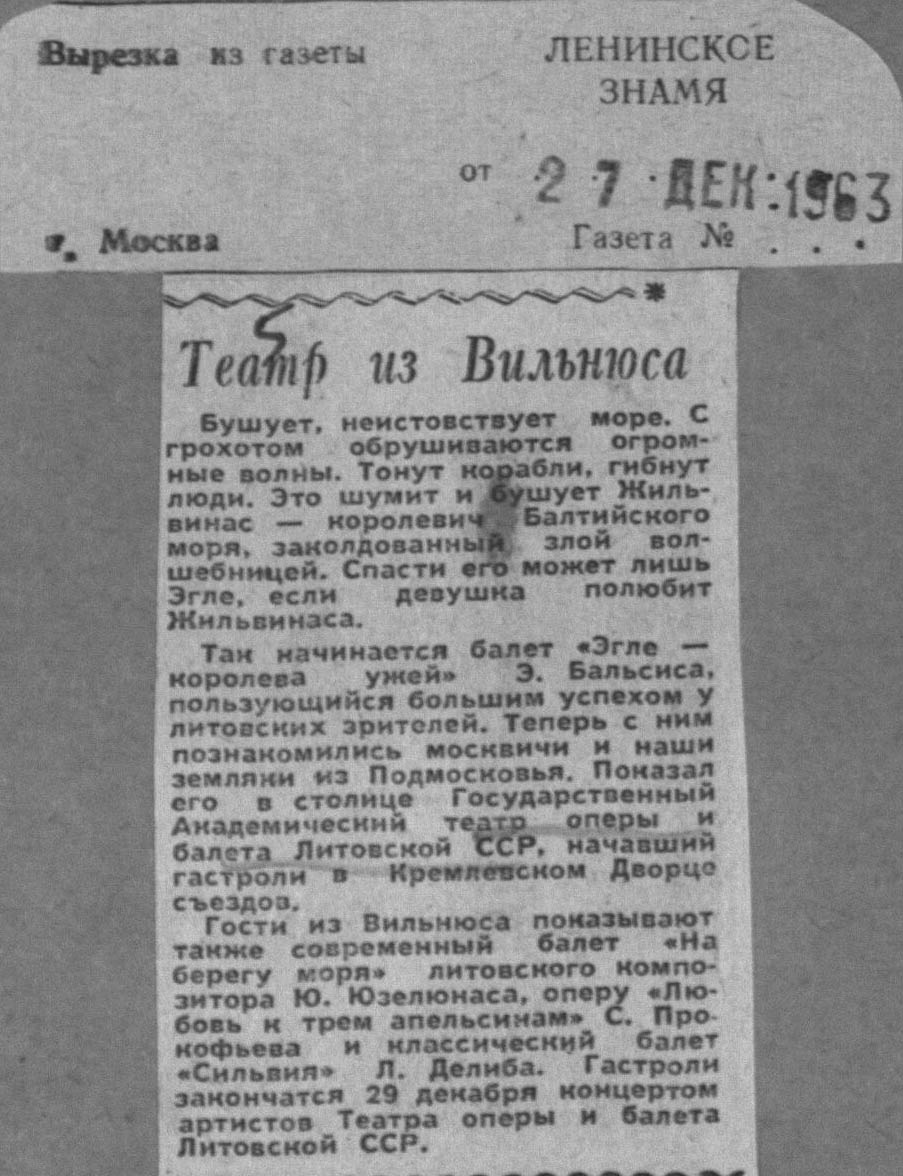 Вырезка из газеты
ЛЕНИНСКОЕ
ЗНАМЯ
от 27 ДЕК. 1963
г. Москва
Газета № . . .
Театр из Вильнюса
Бушует, неистовствует море. С
грохотом обрушиваются огром-
ные волны. Тонут корабли, гибнут
люди. Это шумит и бушует Жиль-
винас — королевич Балтийского
моря, заколдованный злой вол-
шебницей. Спасти его может лишь
Эгле, если девушка полюбит
Жильвинаса.
Так начинается балет «Эгле —
королева ужей» Э. Бальсиса,
пользующийся большим успехом у
литовских зрителей. Теперь с ним
познакомились москвичи и наши
земляки из Подмосковья. Показал
его в столице Государственный
Академический театр оперы и
балета Литовской ССР, начавший
гастроли в Кремлевском Дворце
съездов.
Гости из Вильнюса показывают
также современный балет «На
берегу моря» литовского компо-
зитора Ю. Юзелюнаса, оперу «Лю-
бовь к трем апельсинам» С. Про-
кофьева и классический балет
«Сильвия» Л. Делиба. Гастроли
закончатся 29 декабря концертом
артистов Театра оперы и балета
Литовской ССР.